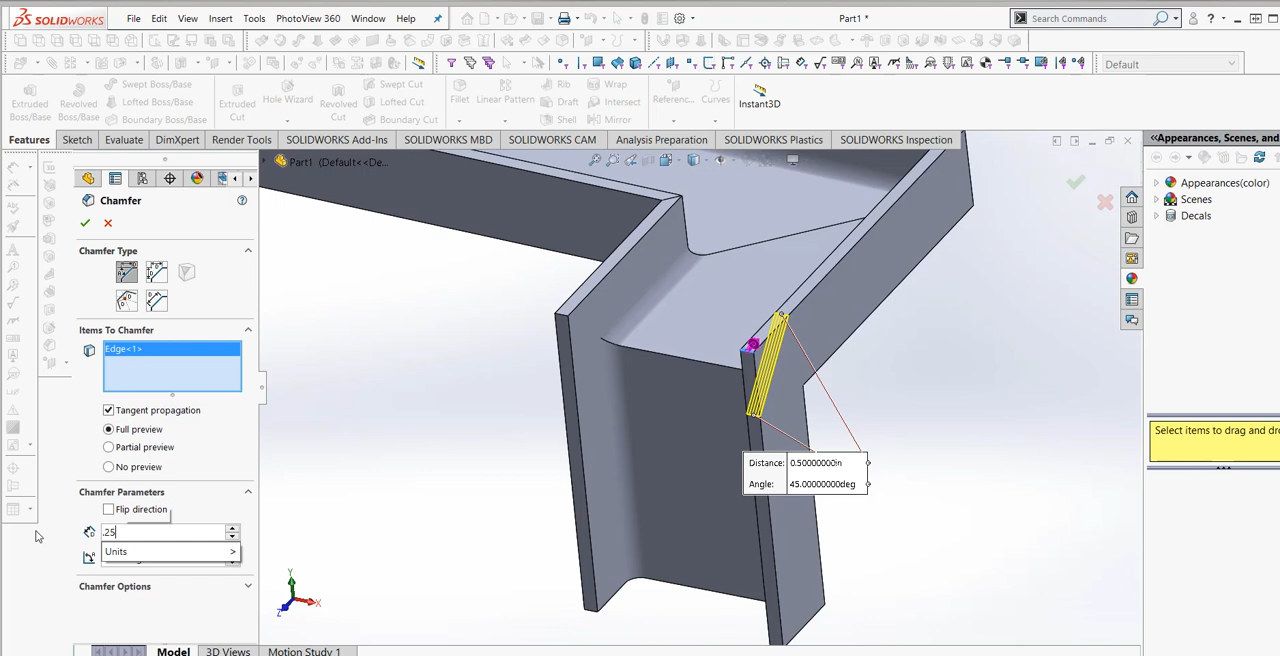 SOLIDWORKS
File Edit View Insert Tools PhotoView 360 Window Help
Part1 *
Search Commands
?
Default
Extruded Boss/Base
Revolved Boss/Base
Swept Boss/Base
Lofted Boss/Base
Boundary Boss/Base
Extruded Cut
Hole Wizard
Revolved Cut
Swept Cut
Lofted Cut
Boundary Cut
Fillet
Linear Pattern
Rib
Draft
Shell
Wrap
Intersect
Mirror
Referenc...
Curves
Instant3D
Features Sketch Evaluate DimXpert Render Tools SOLIDWORKS Add-Ins SOLIDWORKS MBD SOLIDWORKS CAM Analysis Preparation SOLIDWORKS Plastics SOLIDWORKS Inspection
Part1 (Default<<De...
Chamfer
?
Chamfer Type
Items To Chamfer
Edge<1>
Tangent propagation
Full preview
Partial preview
No preview
Chamfer Parameters
Flip direction
.25
Units >
Chamfer Options
Distance: 0.50000000in
Angle: 45.00000000deg
Y
X
Z
Model 3D Views Motion Study 1
<<Appearances, Scenes, and
Appearances(color)
Scenes
Decals
Select items to drag and dr